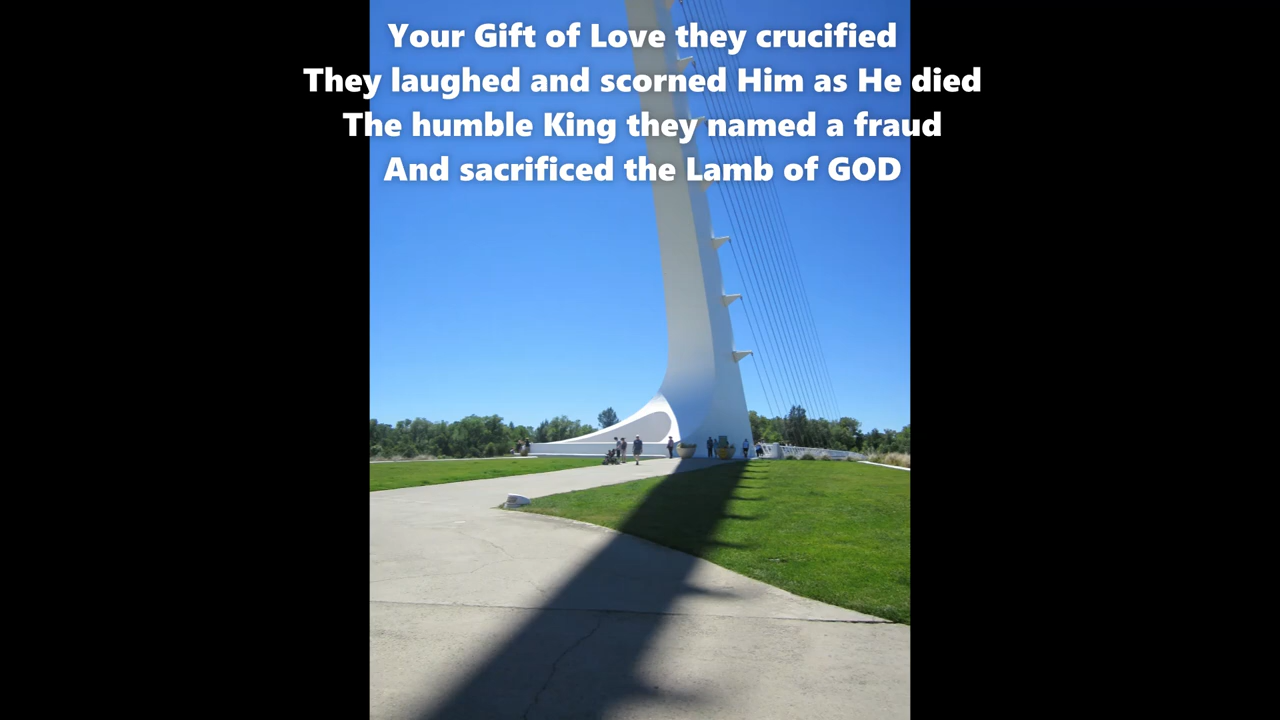 Your Gift of Love they crucified
They laughed and scorned Him as He died
The humble King they named a fraud
And sacrificed the Lamb of GOD